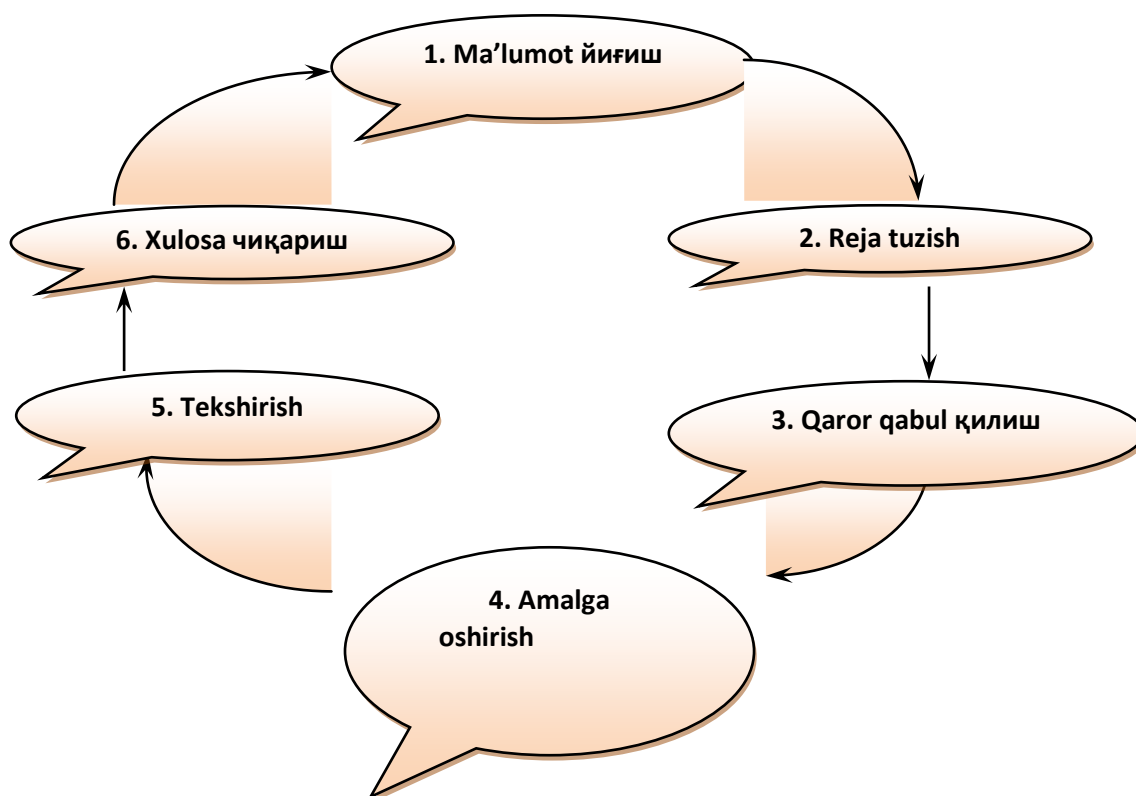 1. Ma’lumot йиғиш
2. Reja tuzish
3. Qaror qabul қилиш
4. Amalga
oshirish
5. Tekshirish
6. Xulosa чиқариш